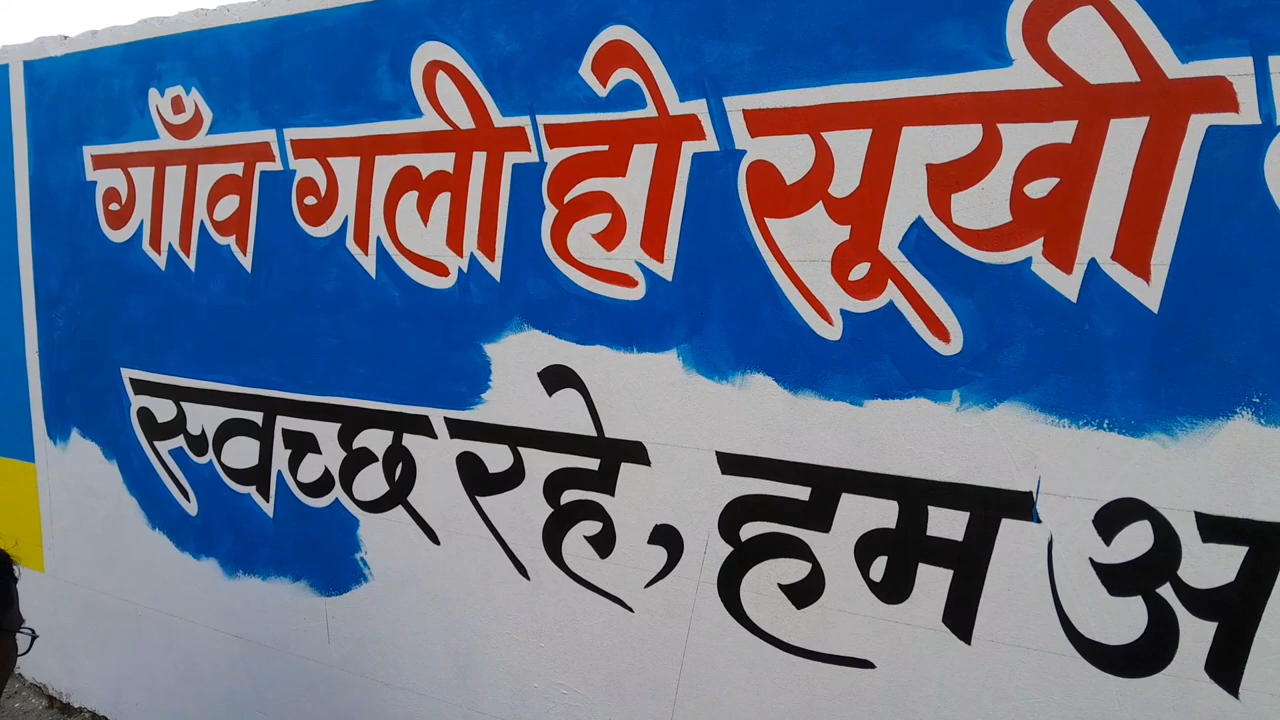 गाँव गली हो सूखी
स्वच्छ रहे, हम अ